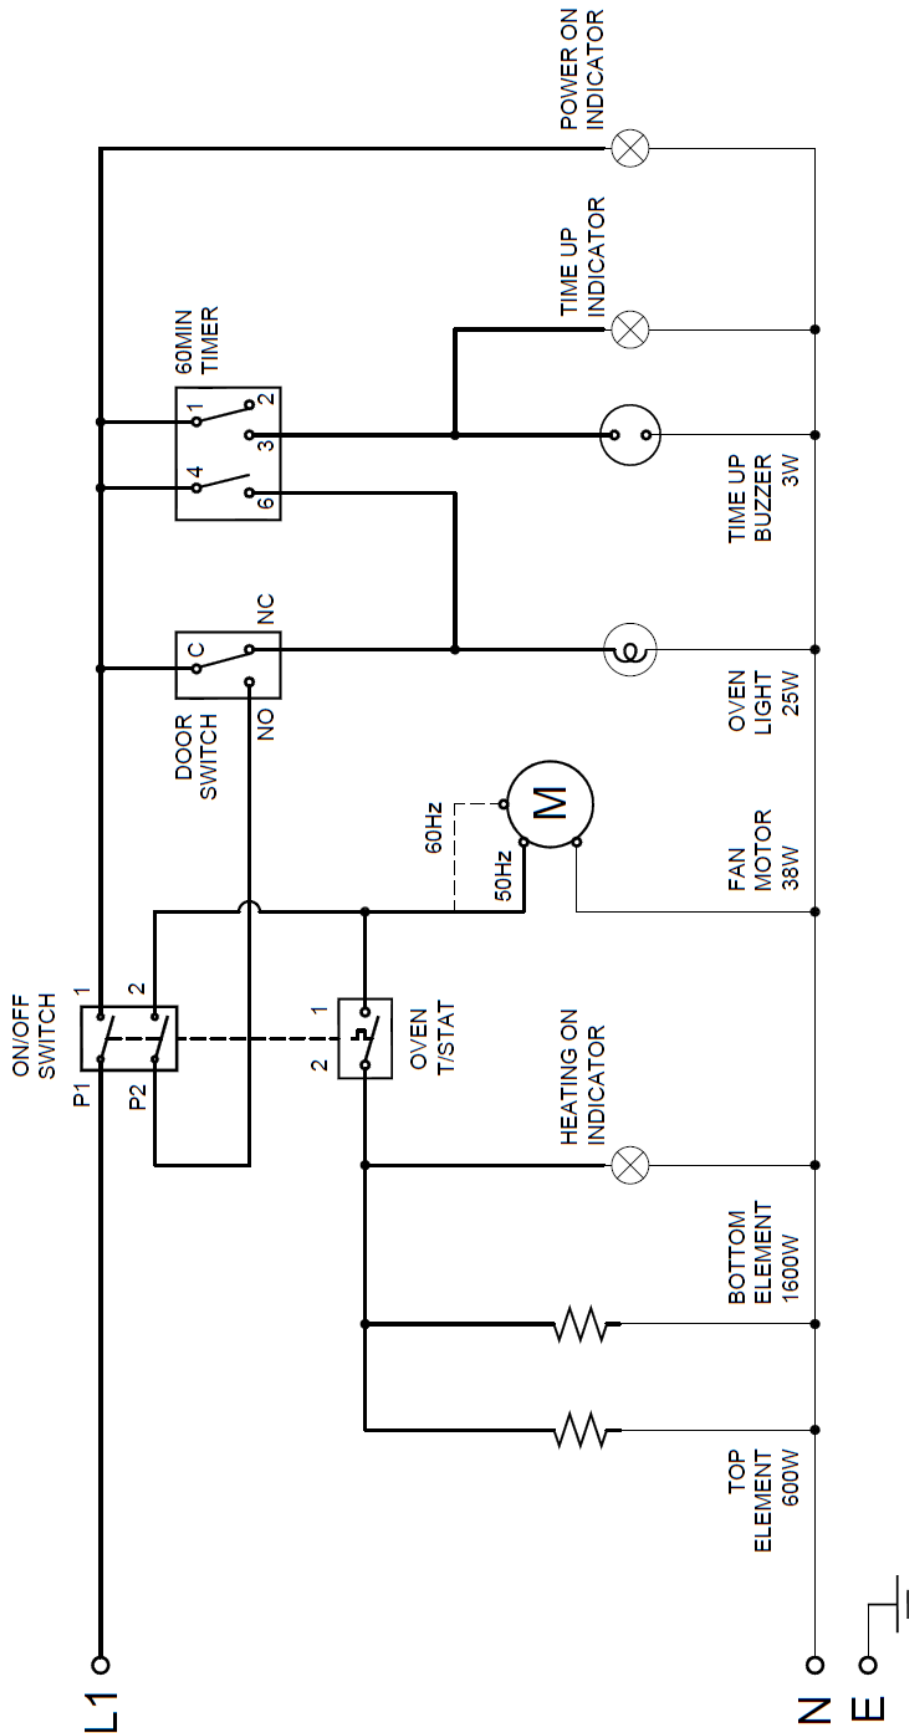 L1
N
E
ON/OFF
SWITCH
P1
1
P2
2
DOOR
SWITCH
C
NO
NC
60MIN
TIMER
4
1
6
3
2
OVEN
T/STAT
2
1
60Hz
50Hz
M
HEATING ON
INDICATOR
TIME UP
INDICATOR
POWER ON
INDICATOR
TOP
ELEMENT
600W
BOTTOM
ELEMENT
1600W
FAN
MOTOR
38W
OVEN
LIGHT
25W
TIME UP
BUZZER
3W